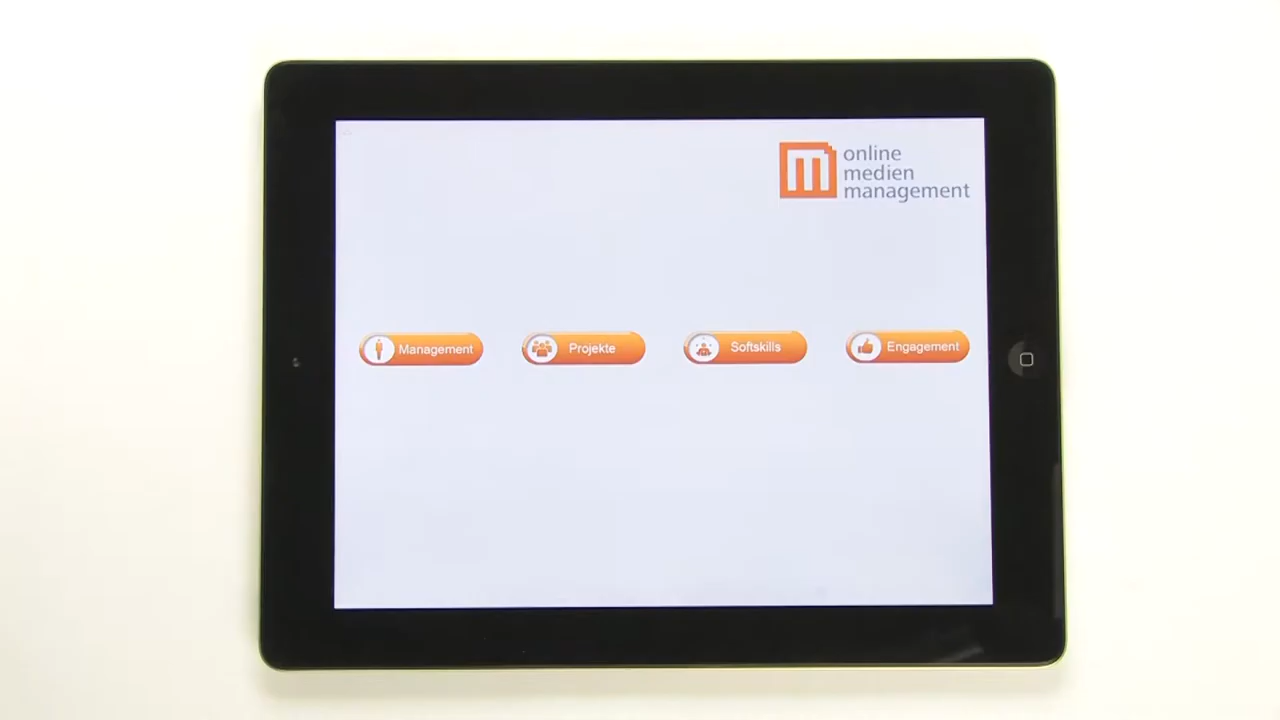 online
medien
management
Management
Projekte
Softskills
Engagement